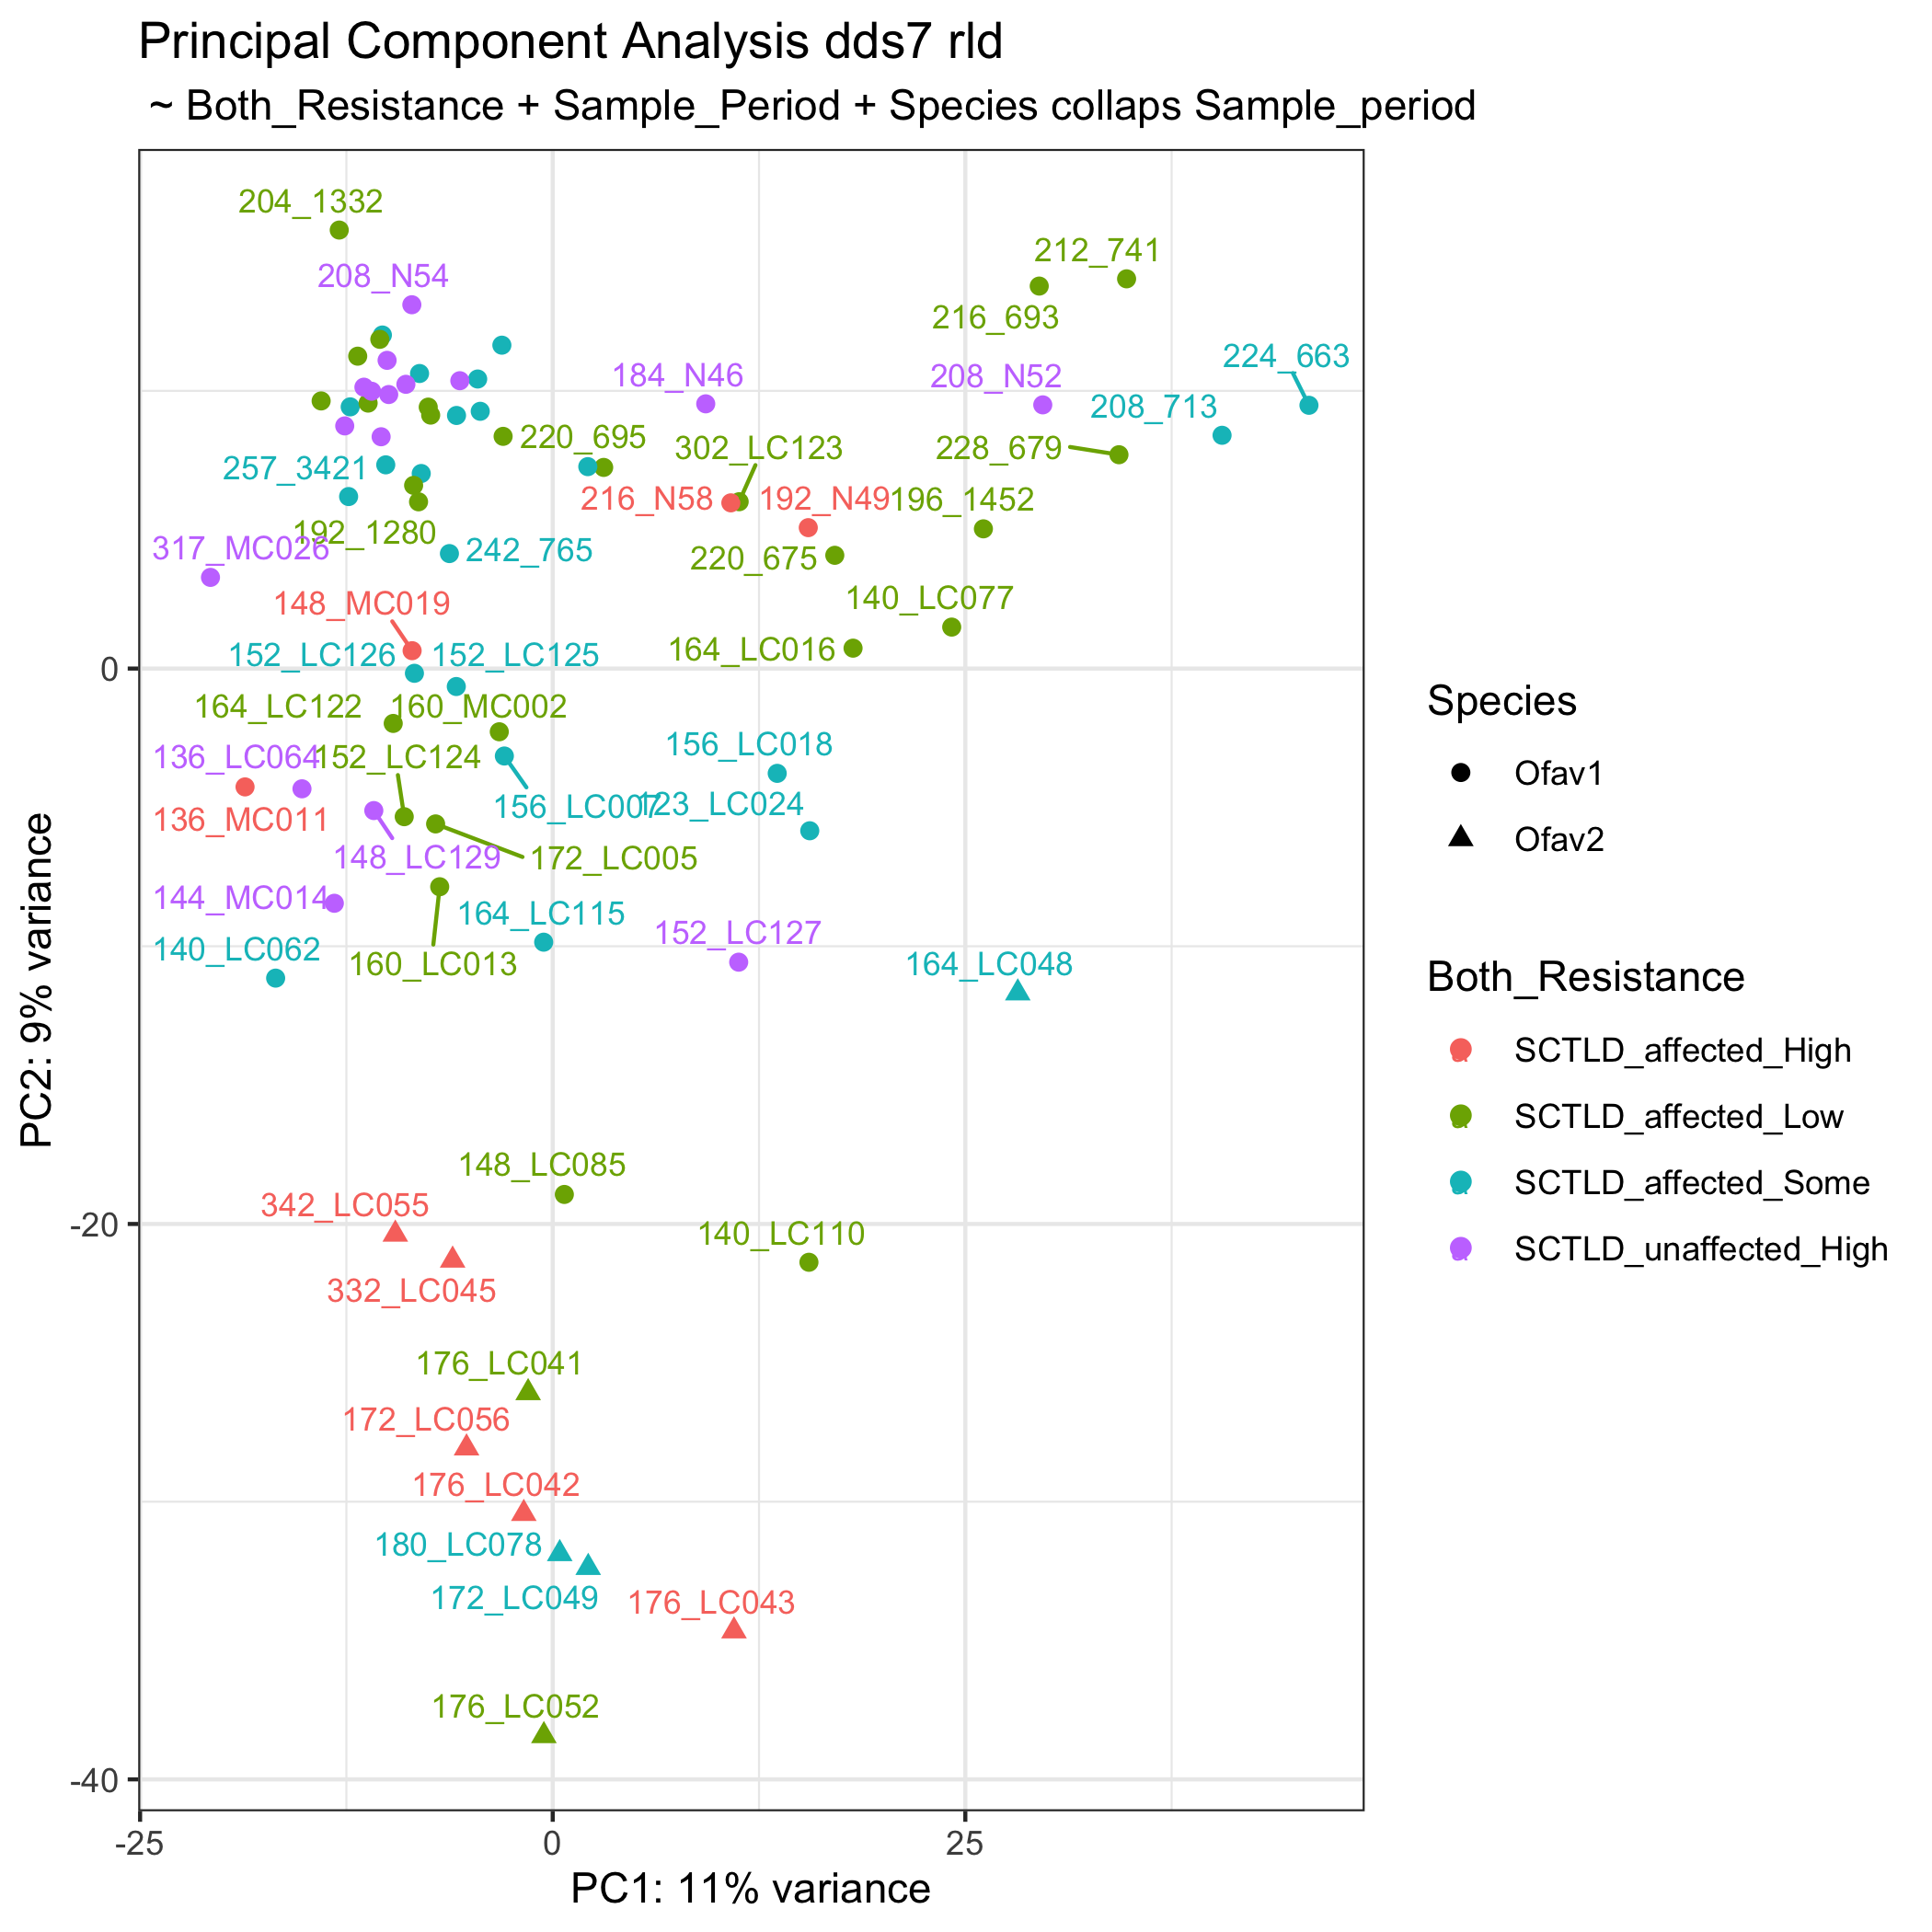 Principal Component Analysis dds7 rld
~ Both_Resistance + Sample_Period + Species collaps Sample_period
204_1332
212_741
208_N54
216_693
224_663
184_N46
208_N52
208_713
220_695
302_LC123
228_679
257_3421
216_N58
192_N49
196_1452
192_1280
317_MC026
242_765
220_675
140_LC077
148_MC019
164_LC016
152_LC126
152_LC125
164_LC122
160_MC002
156_LC018
136_LC064
152_LC124
156_LC007
123_LC024
136_MC011
148_LC129
172_LC005
144_MC014
164_LC115
152_LC127
140_LC062
160_LC013
164_LC048
148_LC085
342_LC055
140_LC110
332_LC045
176_LC041
172_LC056
176_LC042
180_LC078
172_LC049
176_LC043
176_LC052
0
-20
-40
-25
0
25
PC1: 11% variance
PC2: 9% variance
Species
Ofav1
Ofav2
Both_Resistance
SCTLD_affected_High
SCTLD_affected_Low
SCTLD_affected_Some
SCTLD_unaffected_High